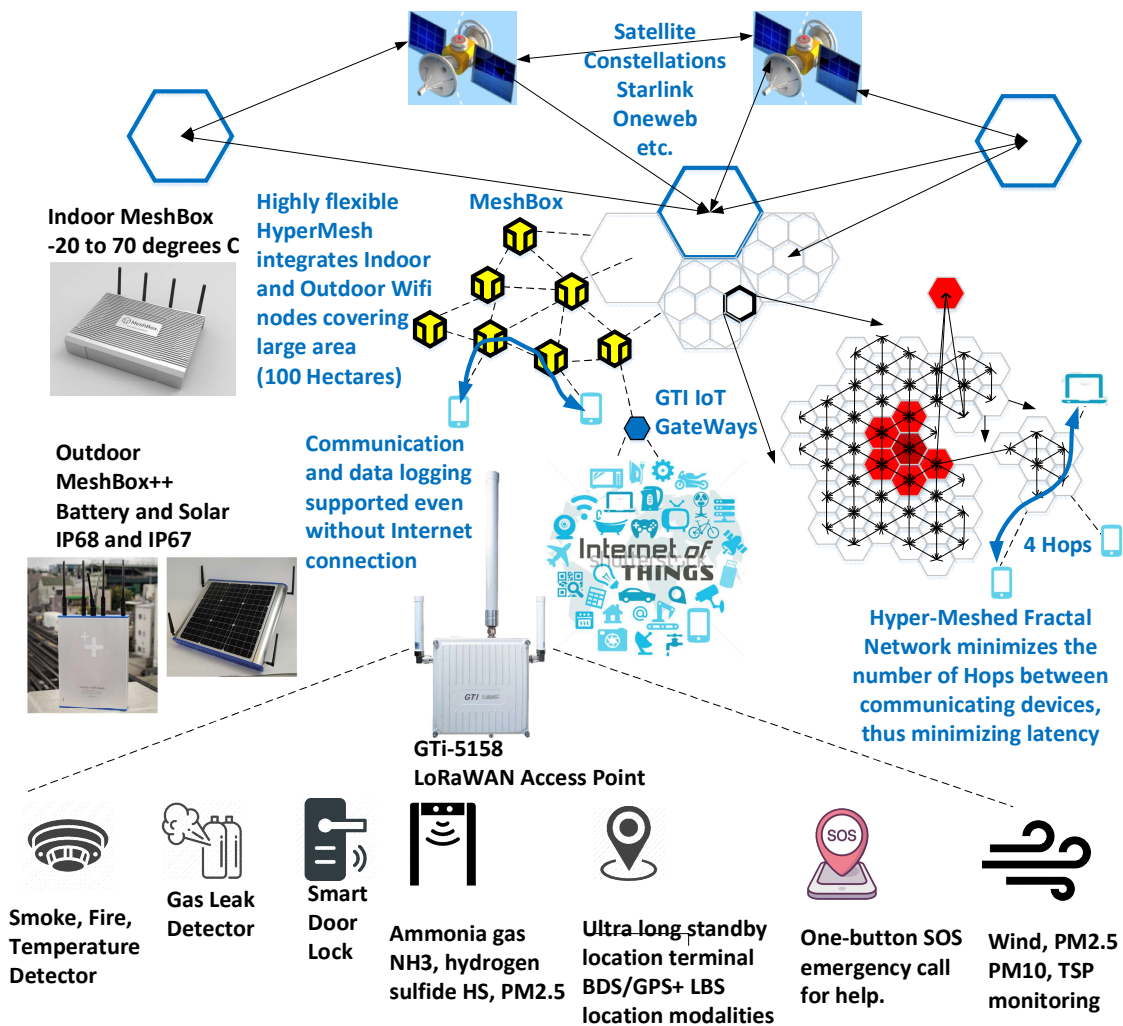 Satellite
Constellations
Starlink
Oneweb
etc.
Indoor MeshBox
-20 to 70 degrees C
Highly flexible
HyperMesh
integrates Indoor
and Outdoor Wifi
nodes covering
large area
(100 Hectares)
MeshBox
MeshBox
GTI IoT
GateWays
Communication
and data logging
supported even
without Internet
connection
Outdoor
MeshBox++
Battery and Solar
IP68 and IP67
Internet of
THINGS
4 Hops
Hyper-Meshed Fractal
Network minimizes the
number of Hops between
communicating devices,
thus minimizing latency
GTI
GTi-5158
LoRaWAN Access Point
Smoke, Fire,
Temperature
Detector
Gas Leak
Detector
Smart
Door
Lock
Ammonia gas
NH3, hydrogen
sulfide HS, PM2.5
Ultra long standby
location terminal
BDS/GPS+ LBS
location modalities
SOS
One-button SOS
emergency call
for help.
Wind, PM2.5
PM10, TSP
monitoring